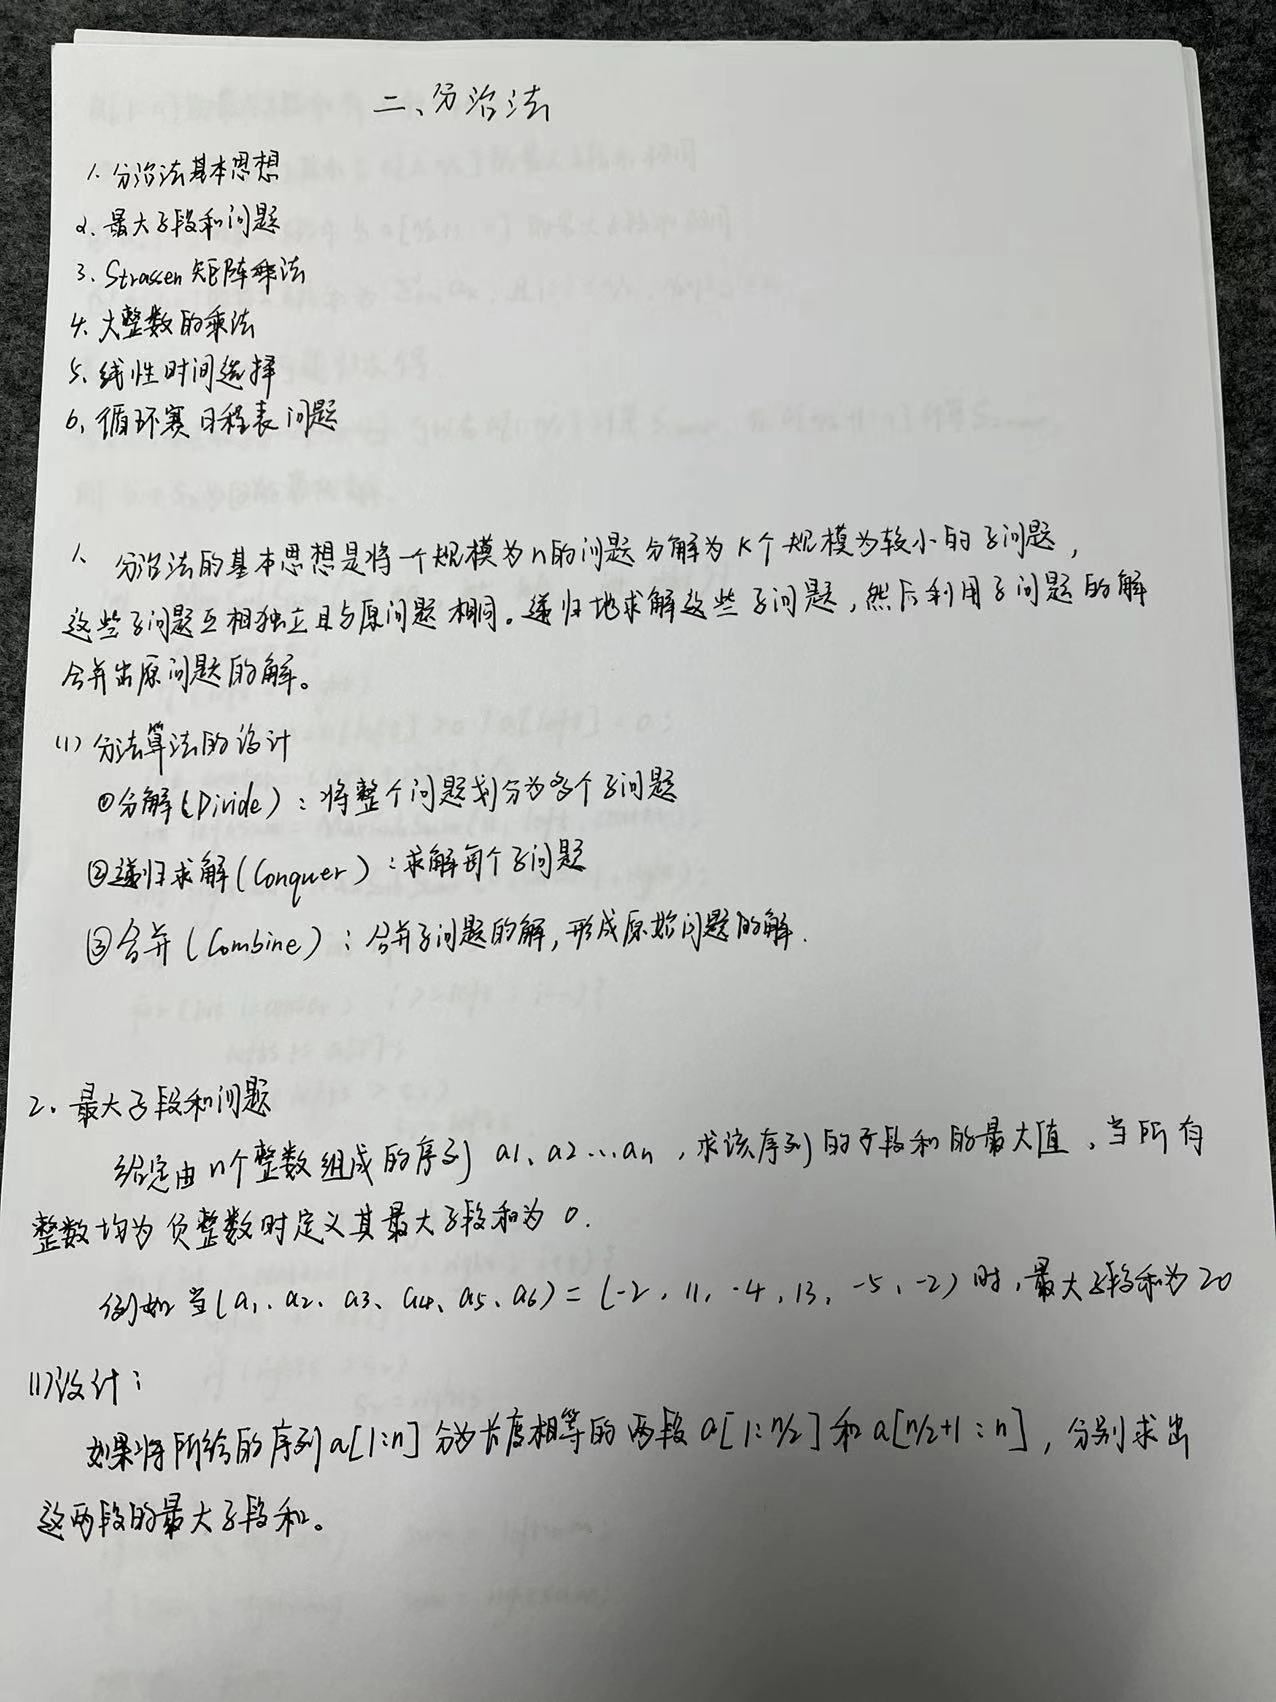 二、分治法
1. 分治法基本思想
2. 最大子段和问题
3. Strassen 矩阵乘法
4. 大整数的乘法
5. 线性时间选择
6. 循环赛日程表问题
1. 分治法的基本思想是将一个规模为n的问题分解为K个规模为较小的子问题，
这些子问题互相独立且与原问题相同。递归地求解这些子问题，然后利用子问题的解
合并出原问题的解。
(1) 分法算法的设计
①分解(Divide)：将整个问题划分为多个子问题
②递归求解(Conquer)：求解每个子问题
③合并(Combine)：合并子问题的解，形成原始问题的解.
2. 最大子段和问题
给定由n个整数组成的序列 a1、a2…an，求该序列的子段和的最大值，当所有
整数均为负整数时定义其最大子段和为0.
例如当(a1、a2、a3、a4、a5、a6)=(-2, 11, -4, 13, -5, -2)时，最大子段和为20
(1)设计：
如果将所给的序列a[1:n]分为长度相等的两段a[1:n/2]和a[n/2+1:n]，分别求出
这两段的最大子段和。